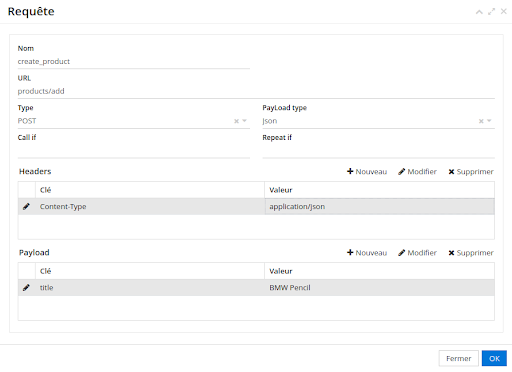 Requête
Nom
create_product
URL
products/add
Type PayLoad type
POST json
Call if Repeat if
Headers Nouveau Modifier Supprimer
Clé Valeur
Content-Type application/json
Payload Nouveau Modifier Supprimer
Clé Valeur
title BMW Pencil
Fermer OK